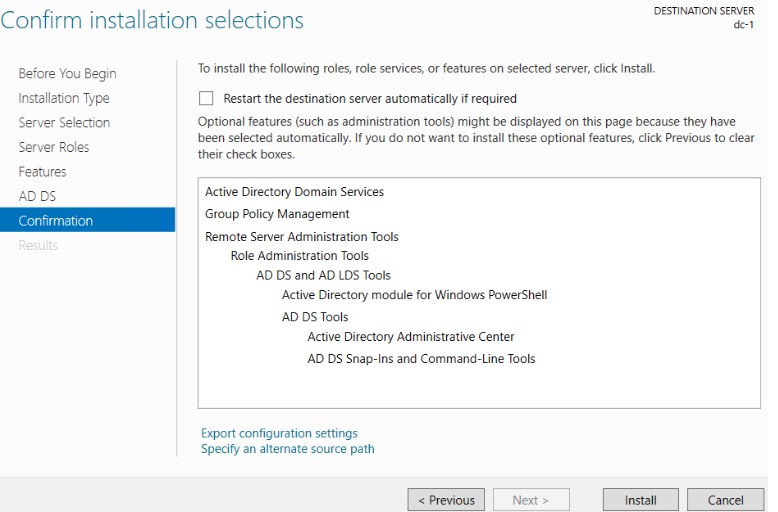 Confirm installation selections
DESTINATION SERVER
dc-1
Before You Begin
Installation Type
Server Selection
Server Roles
Features
AD DS
Confirmation
Results
To install the following roles, role services, or features on selected server, click Install.
Restart the destination server automatically if required
Optional features (such as administration tools) might be displayed on this page because they have
been selected automatically. If you do not want to install these optional features, click Previous to clear
their check boxes.
Active Directory Domain Services
Group Policy Management
Remote Server Administration Tools
Role Administration Tools
AD DS and AD LDS Tools
Active Directory module for Windows PowerShell
AD DS Tools
Active Directory Administrative Center
AD DS Snap-Ins and Command-Line Tools
Export configuration settings
Specify an alternate source path
< Previous
Next >
Install
Cancel